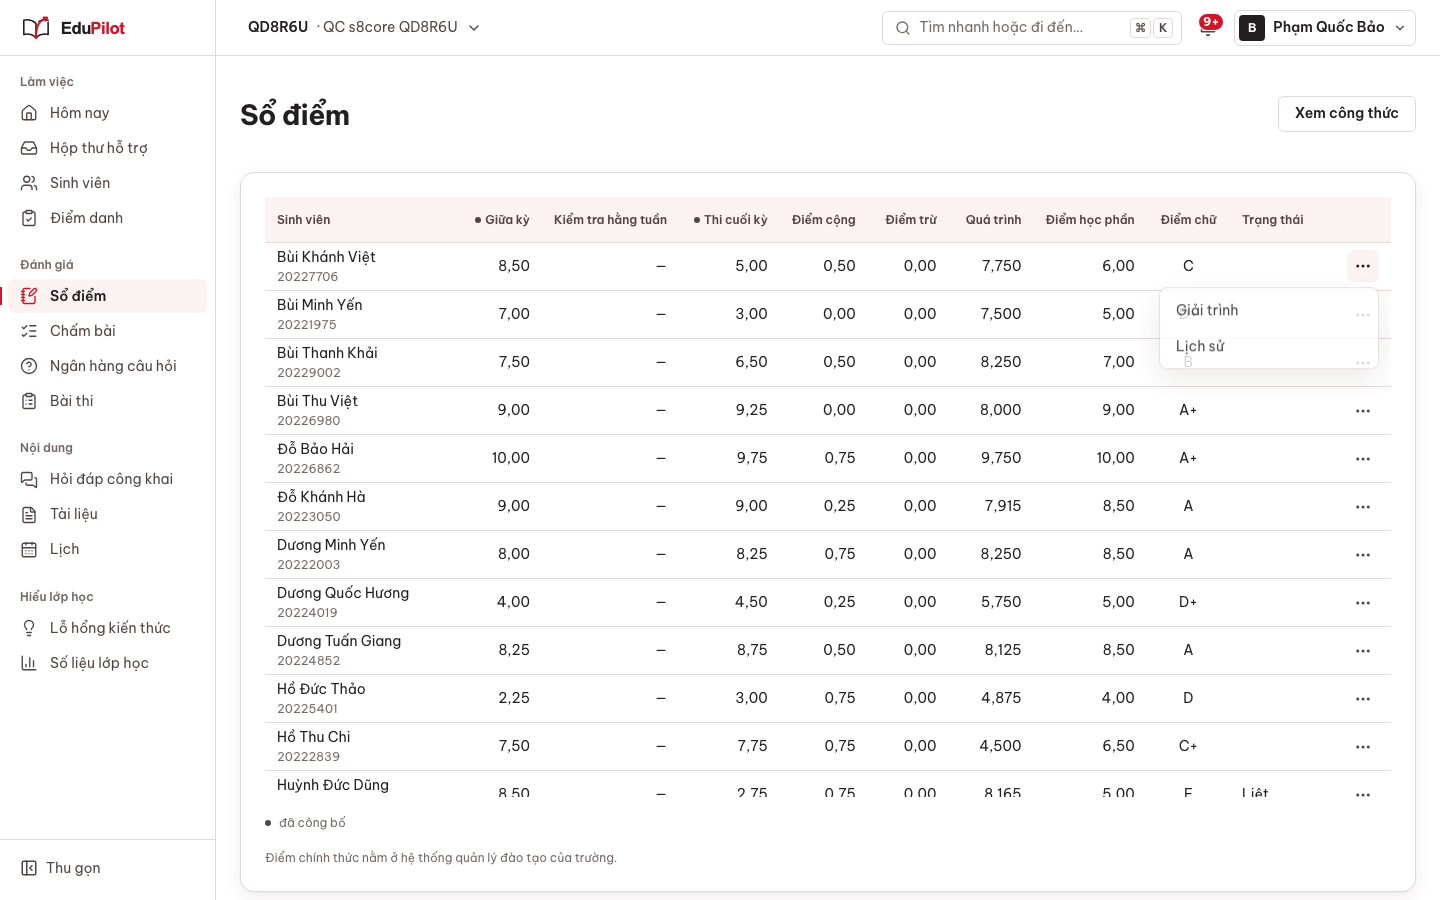 EduPilot
QD8R6U · QC s8core QD8R6U
Tìm nhanh hoặc đi đến... ⌘ K
9+
B Phạm Quốc Bảo
Làm việc
Hôm nay
Hộp thư hỗ trợ
Sinh viên
Điểm danh
Đánh giá
Sổ điểm
Chấm bài
Ngân hàng câu hỏi
Bài thi
Nội dung
Hỏi đáp công khai
Tài liệu
Lịch
Hiểu lớp học
Lỗ hổng kiến thức
Số liệu lớp học
Thu gọn
Sổ điểm
Xem công thức
Sinh viên • Giữa kỳ Kiểm tra hằng tuần • Thi cuối kỳ Điểm cộng Điểm trừ Quá trình Điểm học phần Điểm chữ Trạng thái
Bùi Khánh Việt 8,50 – 5,00 0,50 0,00 7,750 6,00 C
20227706
Giải trình
Lịch sử
Bùi Minh Yến 7,00 – 3,00 0,00 0,00 7,500 5,00
20221975
Bùi Thanh Khải 7,50 – 6,50 0,50 0,00 8,250 7,00 B
20229002
Bùi Thu Việt 9,00 – 9,25 0,00 0,00 8,000 9,00 A+
20226980
Đỗ Bảo Hải 10,00 – 9,75 0,75 0,00 9,750 10,00 A+
20226862
Đỗ Khánh Hà 9,00 – 9,00 0,25 0,00 7,915 8,50 A
20223050
Dương Minh Yến 8,00 – 8,25 0,75 0,00 8,250 8,50 A
20222003
Dương Quốc Hương 4,00 – 4,50 0,25 0,00 5,750 5,00 D+
20224019
Dương Tuấn Giang 8,25 – 8,75 0,50 0,00 8,125 8,50 A
20224852
Hồ Đức Thảo 2,25 – 3,00 0,75 0,00 4,875 4,00 D
20225401
Hồ Thu Chi 7,50 – 7,75 0,75 0,00 4,500 6,50 C+
20222839
Huỳnh Đức Dũng 8,50 – 2,75 0,75 0,00 8,165 5,00 F Liệt
• đã công bố
Điểm chính thức nằm ở hệ thống quản lý đào tạo của trường.